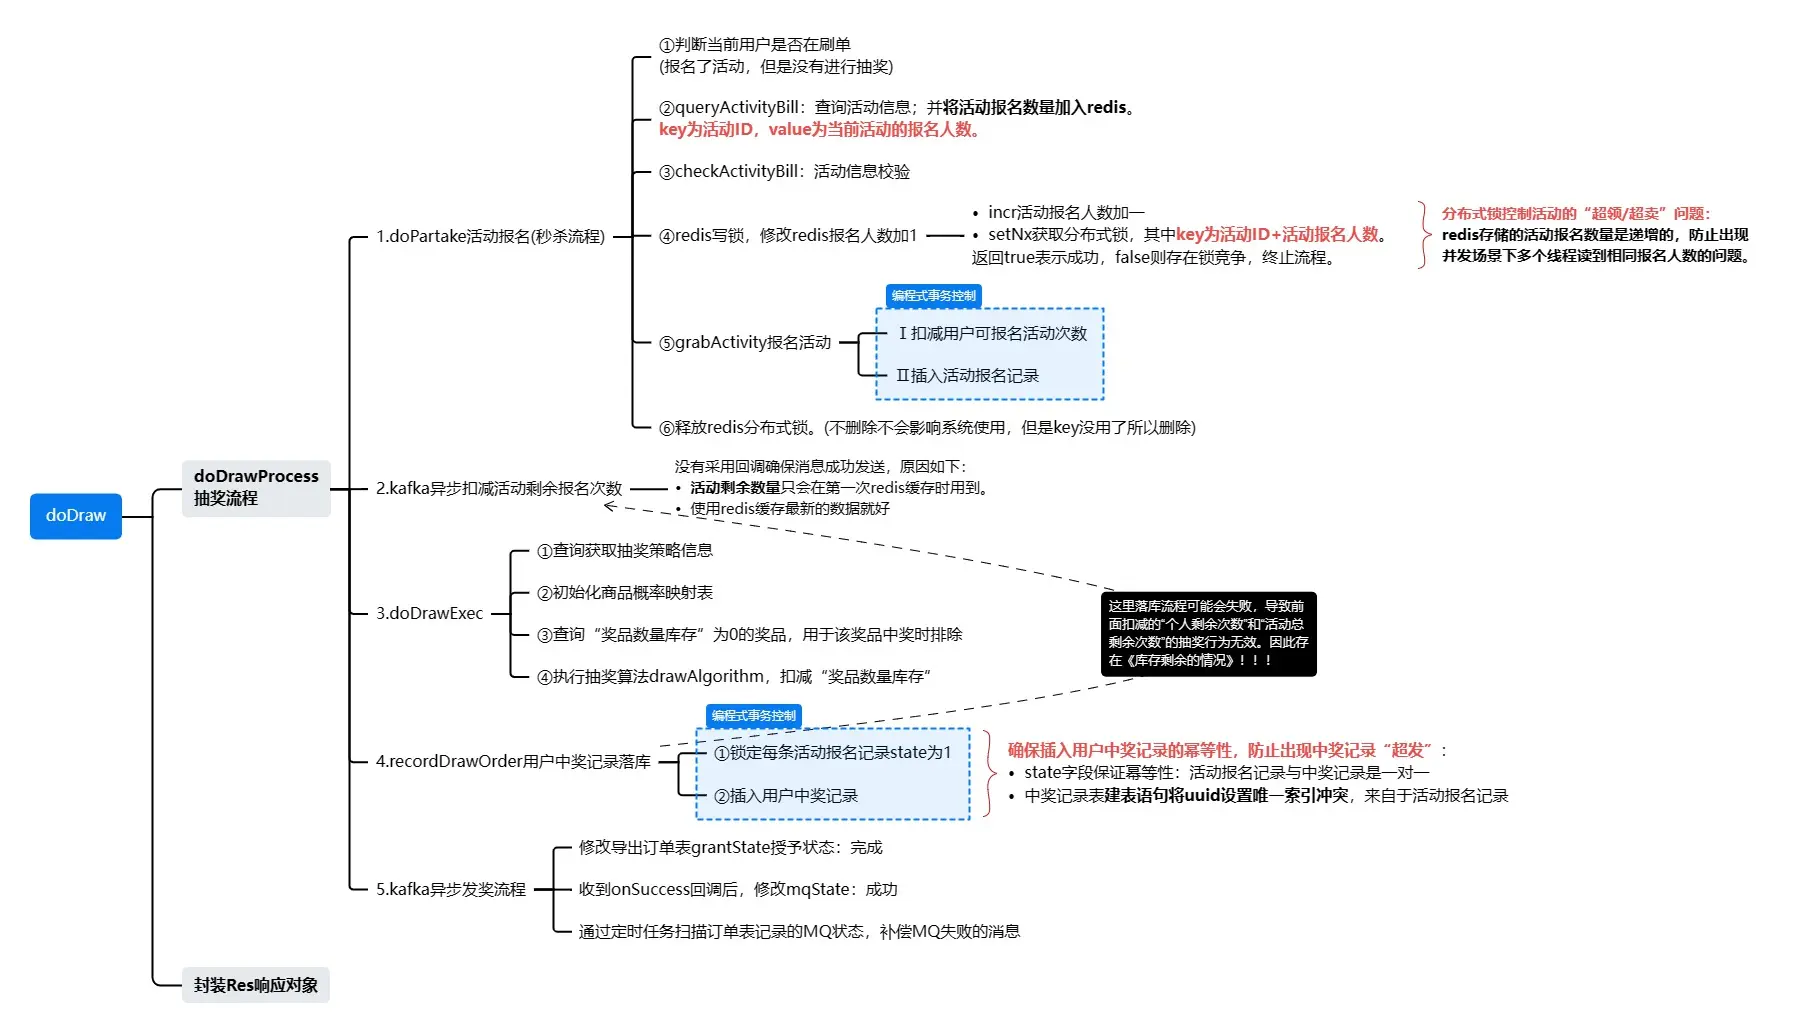 doDraw
doDrawProcess
抽奖流程
1.doPartake活动报名(秒杀流程)
①判断当前用户是否在刷单
(报名了活动，但是没有进行抽奖)
②queryActivityBill：查询活动信息；并将活动报名数量加入redis。
key为活动ID，value为当前活动的报名人数。
③checkActivityBill：活动信息校验
④redis写锁，修改redis报名人数加1
• incr活动报名人数加一
• setNx获取分布式锁，其中key为活动ID+活动报名人数。
返回true表示成功，false则存在锁竞争，终止流程。
分布式锁控制活动的“超领/超卖”问题：
redis存储的活动报名数量是递增的，防止出现
并发场景下多个线程读到相同报名人数的问题。
⑤grabActivity报名活动
编程式事务控制
Ⅰ扣减用户可报名活动次数
Ⅱ插入活动报名记录
⑥释放redis分布式锁。(不删除不会影响系统使用，但是key没用了所以删除)
2.kafka异步扣减活动剩余报名次数
没有采用回调确保消息成功发送，原因如下：
• 活动剩余数量只会在第一次redis缓存时用到。
• 使用redis缓存最新的数据就好
3.doDrawExec
①查询获取抽奖策略信息
②初始化商品概率映射表
③查询“奖品数量库存”为0的奖品，用于该奖品中奖时排除
④执行抽奖算法drawAlgorithm，扣减“奖品数量库存”
这里落库流程可能会失败，导致前
面扣减的“个人剩余次数”和“活动总
剩余次数”的抽奖行为无效。因此存
在《库存剩余的情况》！！！
4.recordDrawOrder用户中奖记录落库
编程式事务控制
①锁定每条活动报名记录state为1
②插入用户中奖记录
确保插入用户中奖记录的幂等性，防止出现中奖记录“超发”：
• state字段保证幂等性：活动报名记录与中奖记录是一对一
• 中奖记录表建表语句将uuid设置唯一索引冲突，来自于活动报名记录
5.kafka异步发奖流程
修改导出订单表grantState授予状态：完成
收到onSuccess回调后，修改mqState：成功
通过定时任务扫描订单表记录的MQ状态，补偿MQ失败的消息
封装Res响应对象